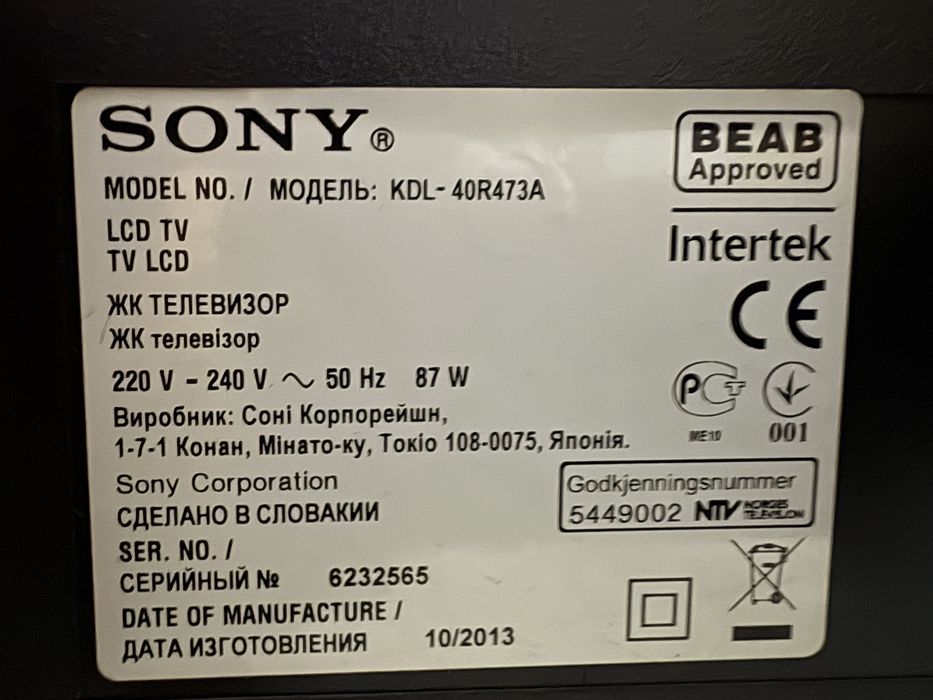 SONY®
MODEL NO. / МОДЕЛЬ: KDL-40R473A
LCD TV
TV LCD
ЖК ТЕЛЕВИЗОР
ЖК телевізор
220 V - 240 V ~ 50 Hz 87 W
Виробник: Соні Корпорейшн,
1-7-1 Конан, Мінато-ку, Токіо 108-0075, Японія.
Sony Corporation
СДЕЛАНО В СЛОВАКИИ
SER. NO. /
СЕРИЙНЫЙ № 6232565
DATE OF MANUFACTURE /
ДАТА ИЗГОТОВЛЕНИЯ 10/2013
BEAB
Approved
Intertek
CE
РСТ
ME10 001
Godkjenningsnummer
5449002 NTV NORGES
TELEVISJON